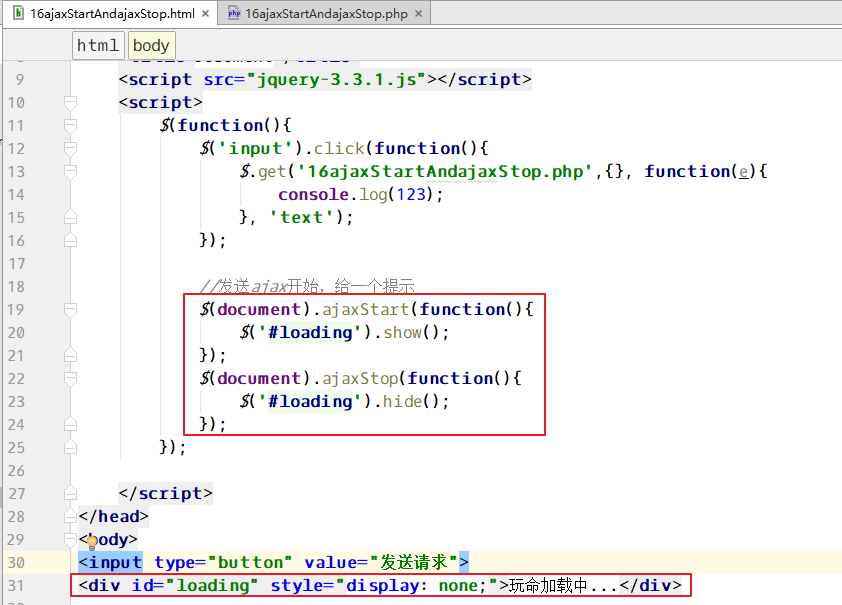 16ajaxStartAndajaxStop.html × 16ajaxStartAndajaxStop.php ×
html body
9 <script src="jquery-3.3.1.js"></script>
10 <script>
11 $(function(){
12 $('input').click(function(){
13 $.get('16ajaxStartAndajaxStop.php',{}, function(e){
14 console.log(123);
15 }, 'text');
16 });
17
18 //发送ajax开始，给一个提示
19 $(document).ajaxStart(function(){
20 $('#loading').show();
21 });
22 $(document).ajaxStop(function(){
23 $('#loading').hide();
24 });
25 });
26
27 </script>
28 </head>
29 <body>
30 <input type="button" value="发送请求">
31 <div id="loading" style="display: none;">玩命加载中...</div>